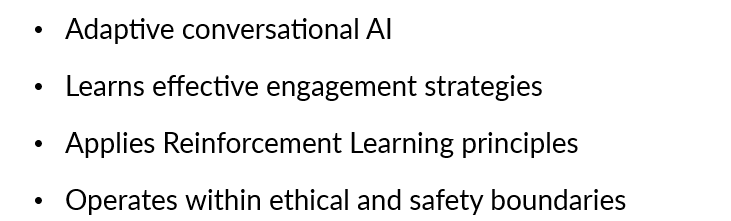 • Adaptive conversational AI
• Learns effective engagement strategies
• Applies Reinforcement Learning principles
• Operates within ethical and safety boundaries